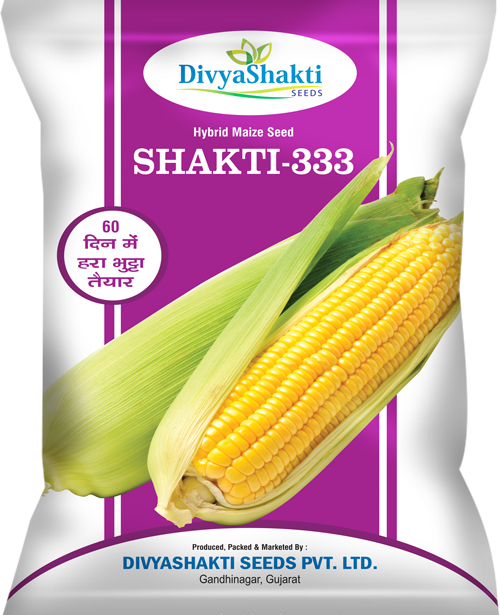 DivyaShakti
SEEDS
Hybrid Maize Seed
SHAKTI-333
60
दिन में
हरा भुट्टा
तैयार
Produced, Packed & Marketed By :
DIVYASHAKTI SEEDS PVT. LTD.
Gandhinagar, Gujarat